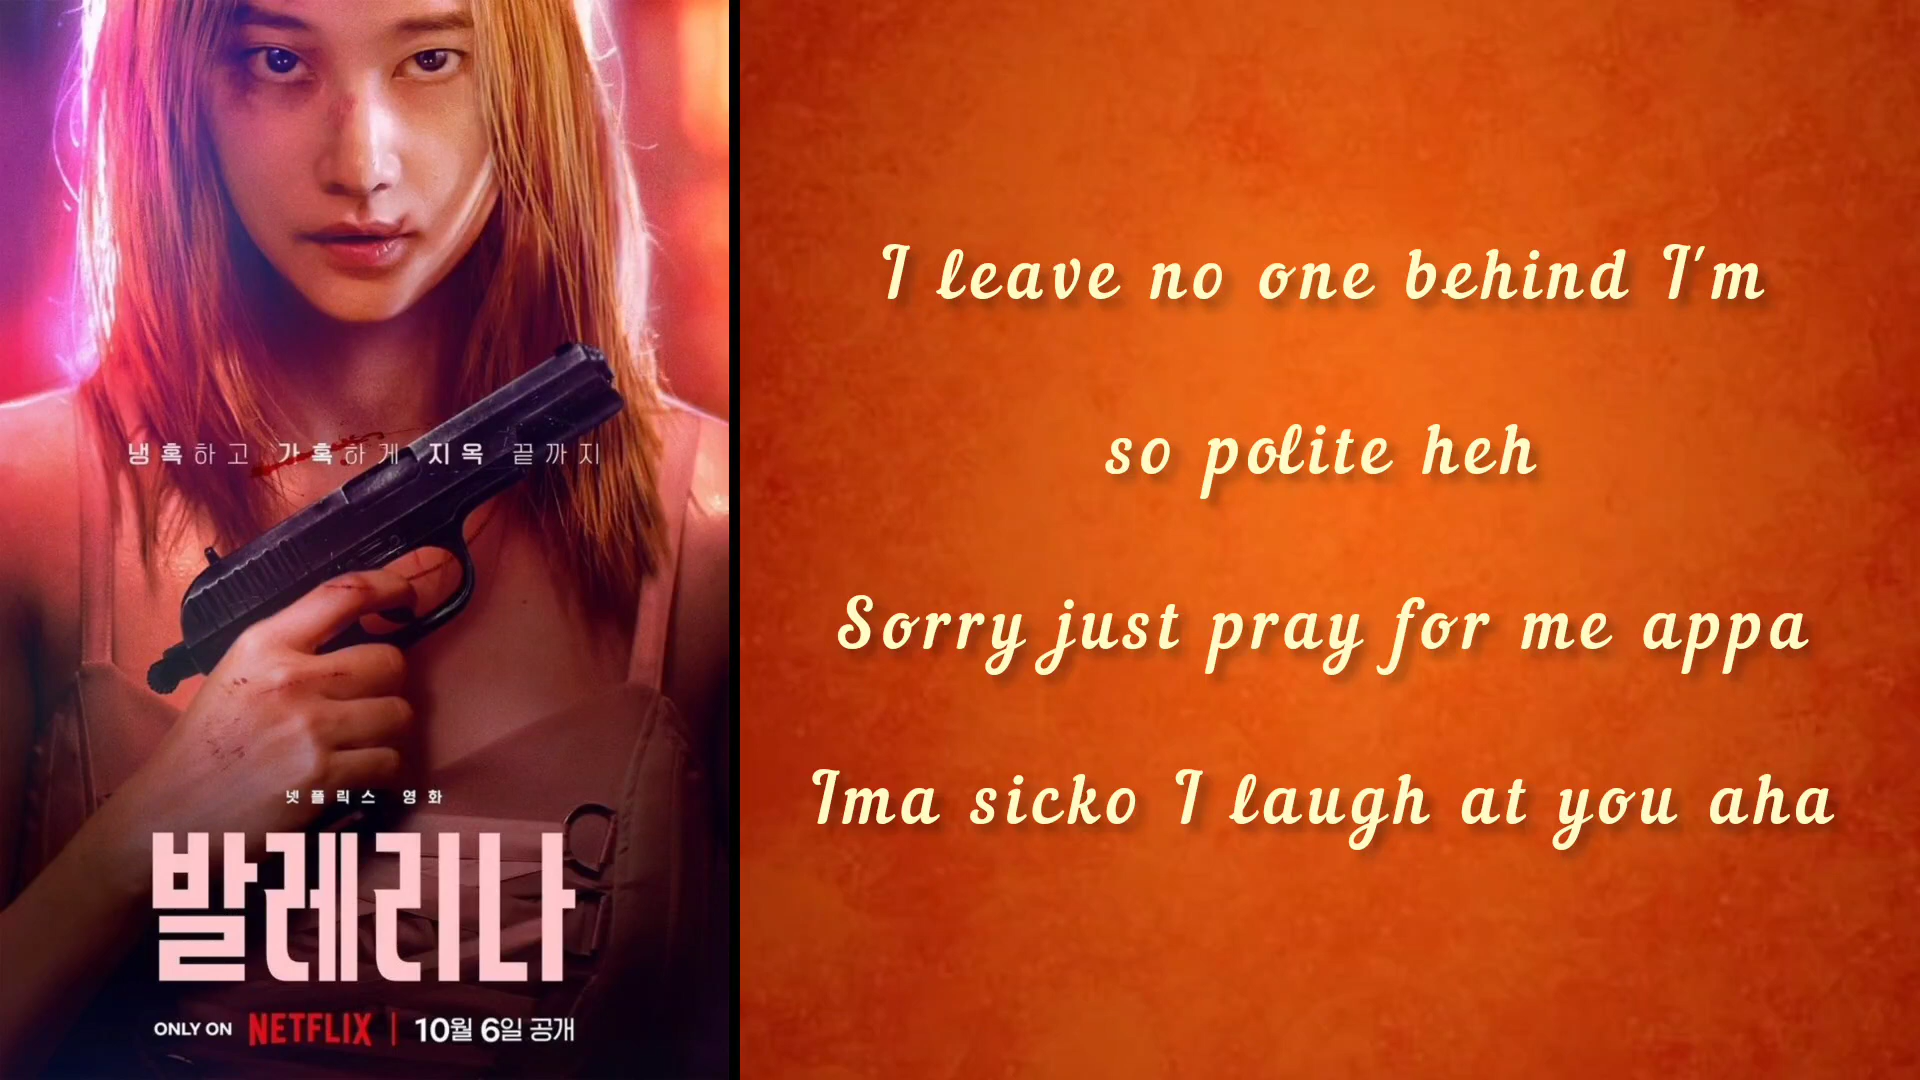 냉혹하고 가혹하게 지옥 끝까지
넷플릭스 영화
발레리나
ONLY ON NETFLIX | 10월 6일 공개
I leave no one behind I'm
so polite heh
Sorry just pray for me appa
Ima sicko I laugh at you aha